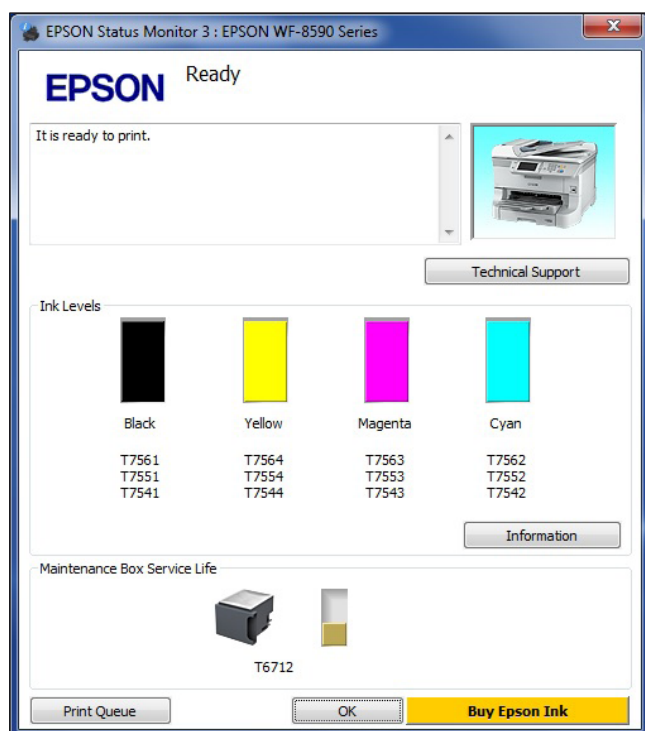 EPSON Status Monitor 3 : EPSON WF-8590 Series
EPSON
Ready
It is ready to print.
Technical Support
Ink Levels
Black Yellow Magenta Cyan
T7561 T7564 T7563 T7562
T7551 T7554 T7553 T7552
T7541 T7544 T7543 T7542
Information
Maintenance Box Service Life
T6712
Print Queue OK Buy Epson Ink